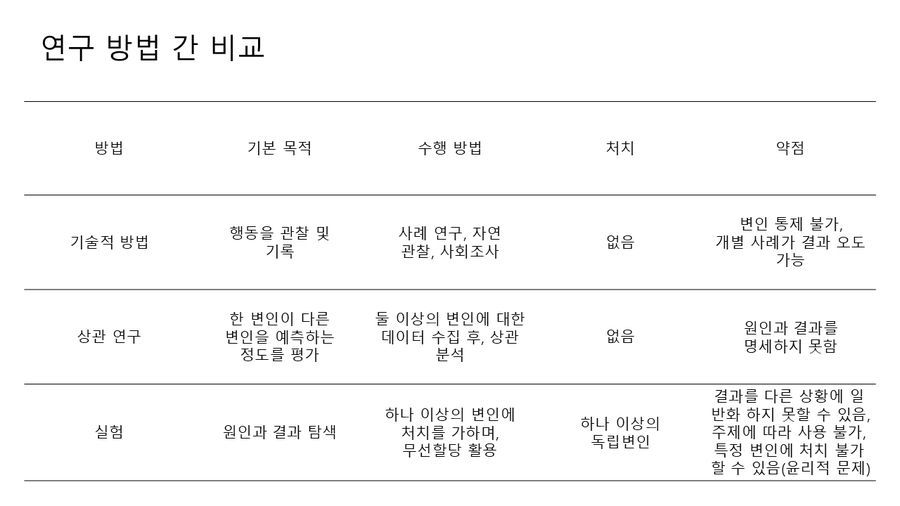 연구 방법 간 비교
방법
기본 목적
수행 방법
처치
약점
기술적 방법
행동을 관찰 및
기록
사례 연구, 자연
관찰, 사회조사
없음
변인 통제 불가,
개별 사례가 결과 오도
가능
상관 연구
한 변인이 다른
변인을 예측하는
정도를 평가
둘 이상의 변인에 대한
데이터 수집 후, 상관
분석
없음
원인과 결과를
명세하지 못함
실험
원인과 결과 탐색
하나 이상의 변인에
처치를 가하며,
무선할당 활용
하나 이상의
독립변인
결과를 다른 상황에 일
반화 하지 못할 수 있음,
주제에 따라 사용 불가,
특정 변인에 처치 불가
할 수 있음(윤리적 문제)